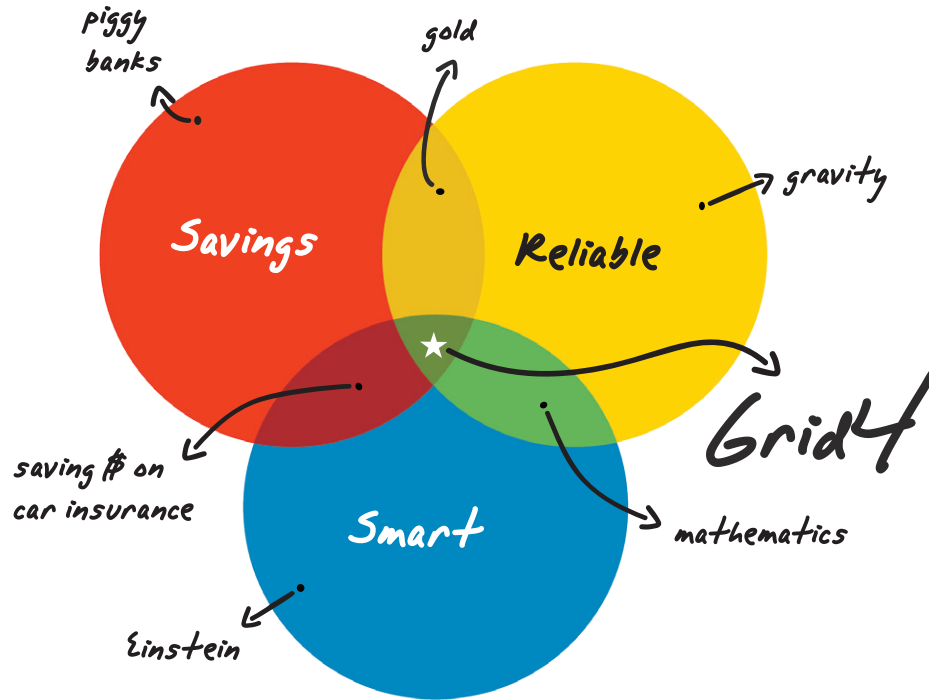 piggy
banks
gold
gravity
Savings
Reliable
Grid4
saving $ on
car insurance
Smart
mathematics
Einstein